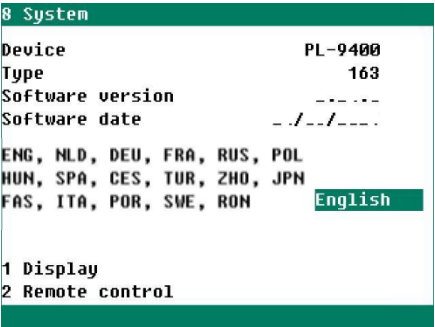 8 System
Device PL-9400
Type 163
Software version _._ _._
Software date _ ./_ _/_ _ _ .
ENG, NLD, DEU, FRA, RUS, POL
HUN, SPA, CES, TUR, ZHO, JPN
FAS, ITA, POR, SWE, RON English
1 Display
2 Remote control